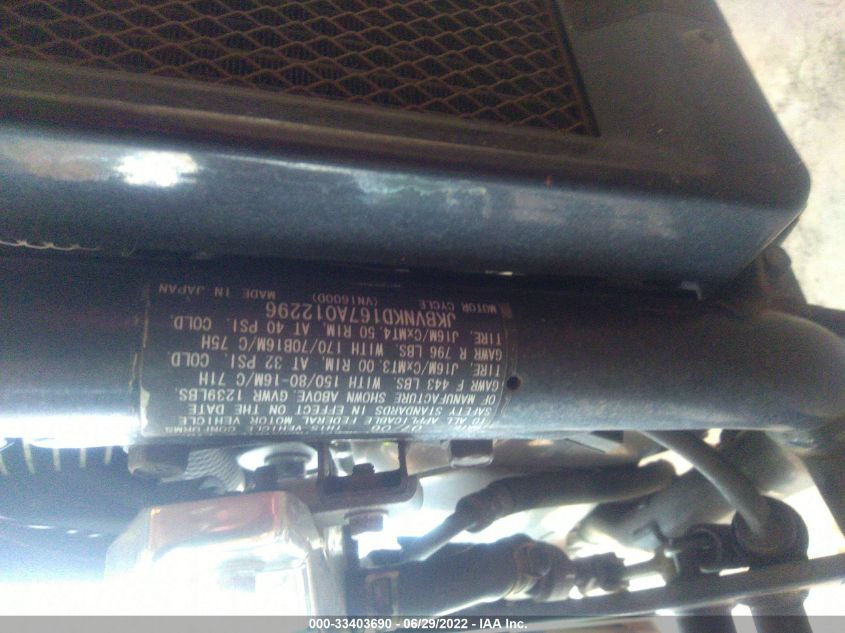 THIS VEHICLE CONFORMS
TO ALL APPLICABLE FEDERAL MOTOR VEHICLE
SAFETY STANDARDS IN EFFECT ON THE DATE
OF MANUFACTURE SHOWN ABOVE. GVWR 1239LBS.
GAWR F 443 LBS. WITH 150/80-16M/C 71H
TIRE. J16M/CxMT3.00 RIM. AT 32 PSI. COLD.
GAWR R 796 LBS. WITH 170/70B16M/C 75H
TIRE. J16M/CxMT4.50 RIM. AT 40 PSI. COLD.
JKBVNKD167A012296
MOTOR CYCLE (VN1600D) MADE IN JAPAN
000-33403690 - 06/29/2022 - IAA Inc.